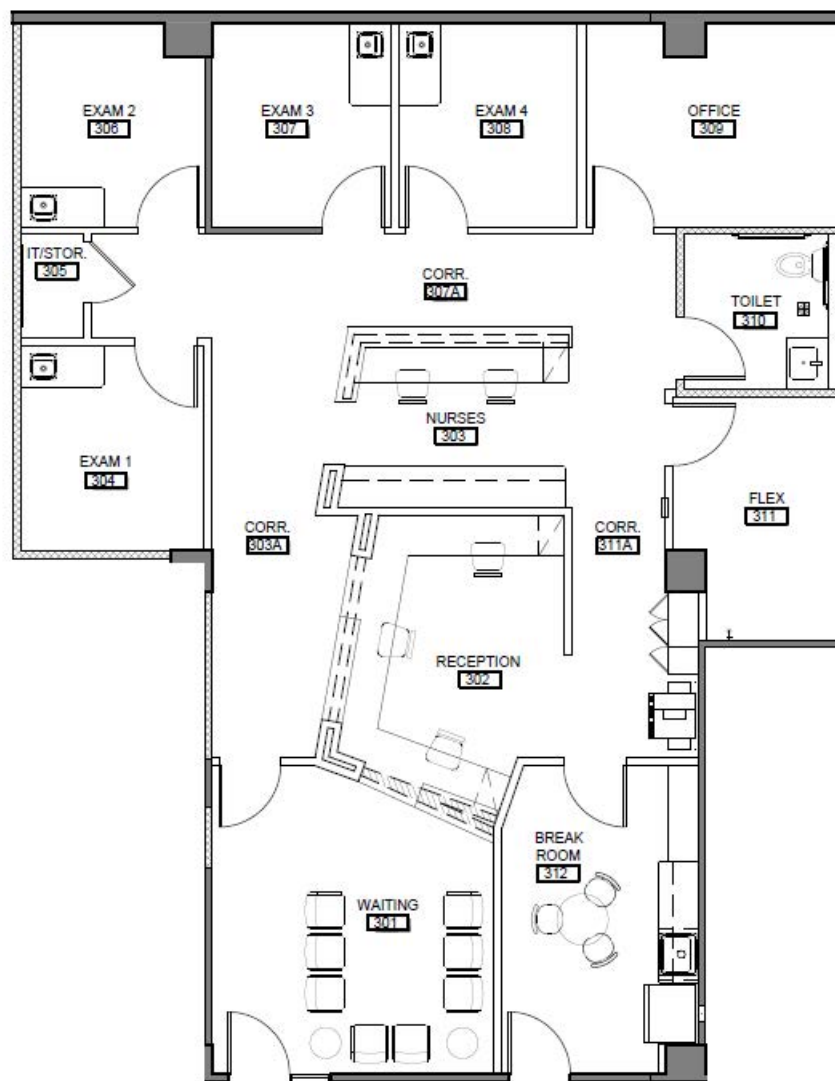 EXAM 2
306
EXAM 3
307
EXAM 4
308
OFFICE
309
IT/STOR.
305
CORR.
307A
TOILET
310
NURSES
303
EXAM 1
304
CORR.
303A
CORR.
311A
FLEX
311
RECEPTION
302
BREAK
ROOM
312
WAITING
301